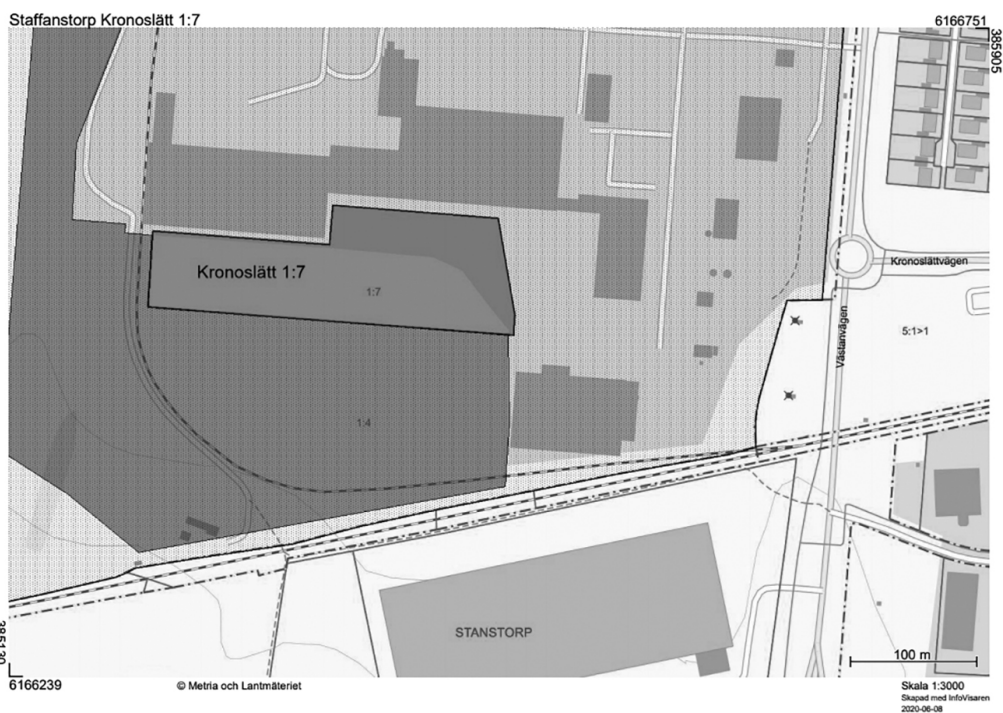 Staffanstorp Kronoslätt 1:7
6166751
385905
Kronoslättvägen
Kronoslätt 1:7
1:7
Västanvägen
5:1>1
1:4
STANSTORP
100 m
385130
6166239
© Metria och Lantmäteriet
Skala 1:3000
Skapad med InfoVisaren
2020-06-08